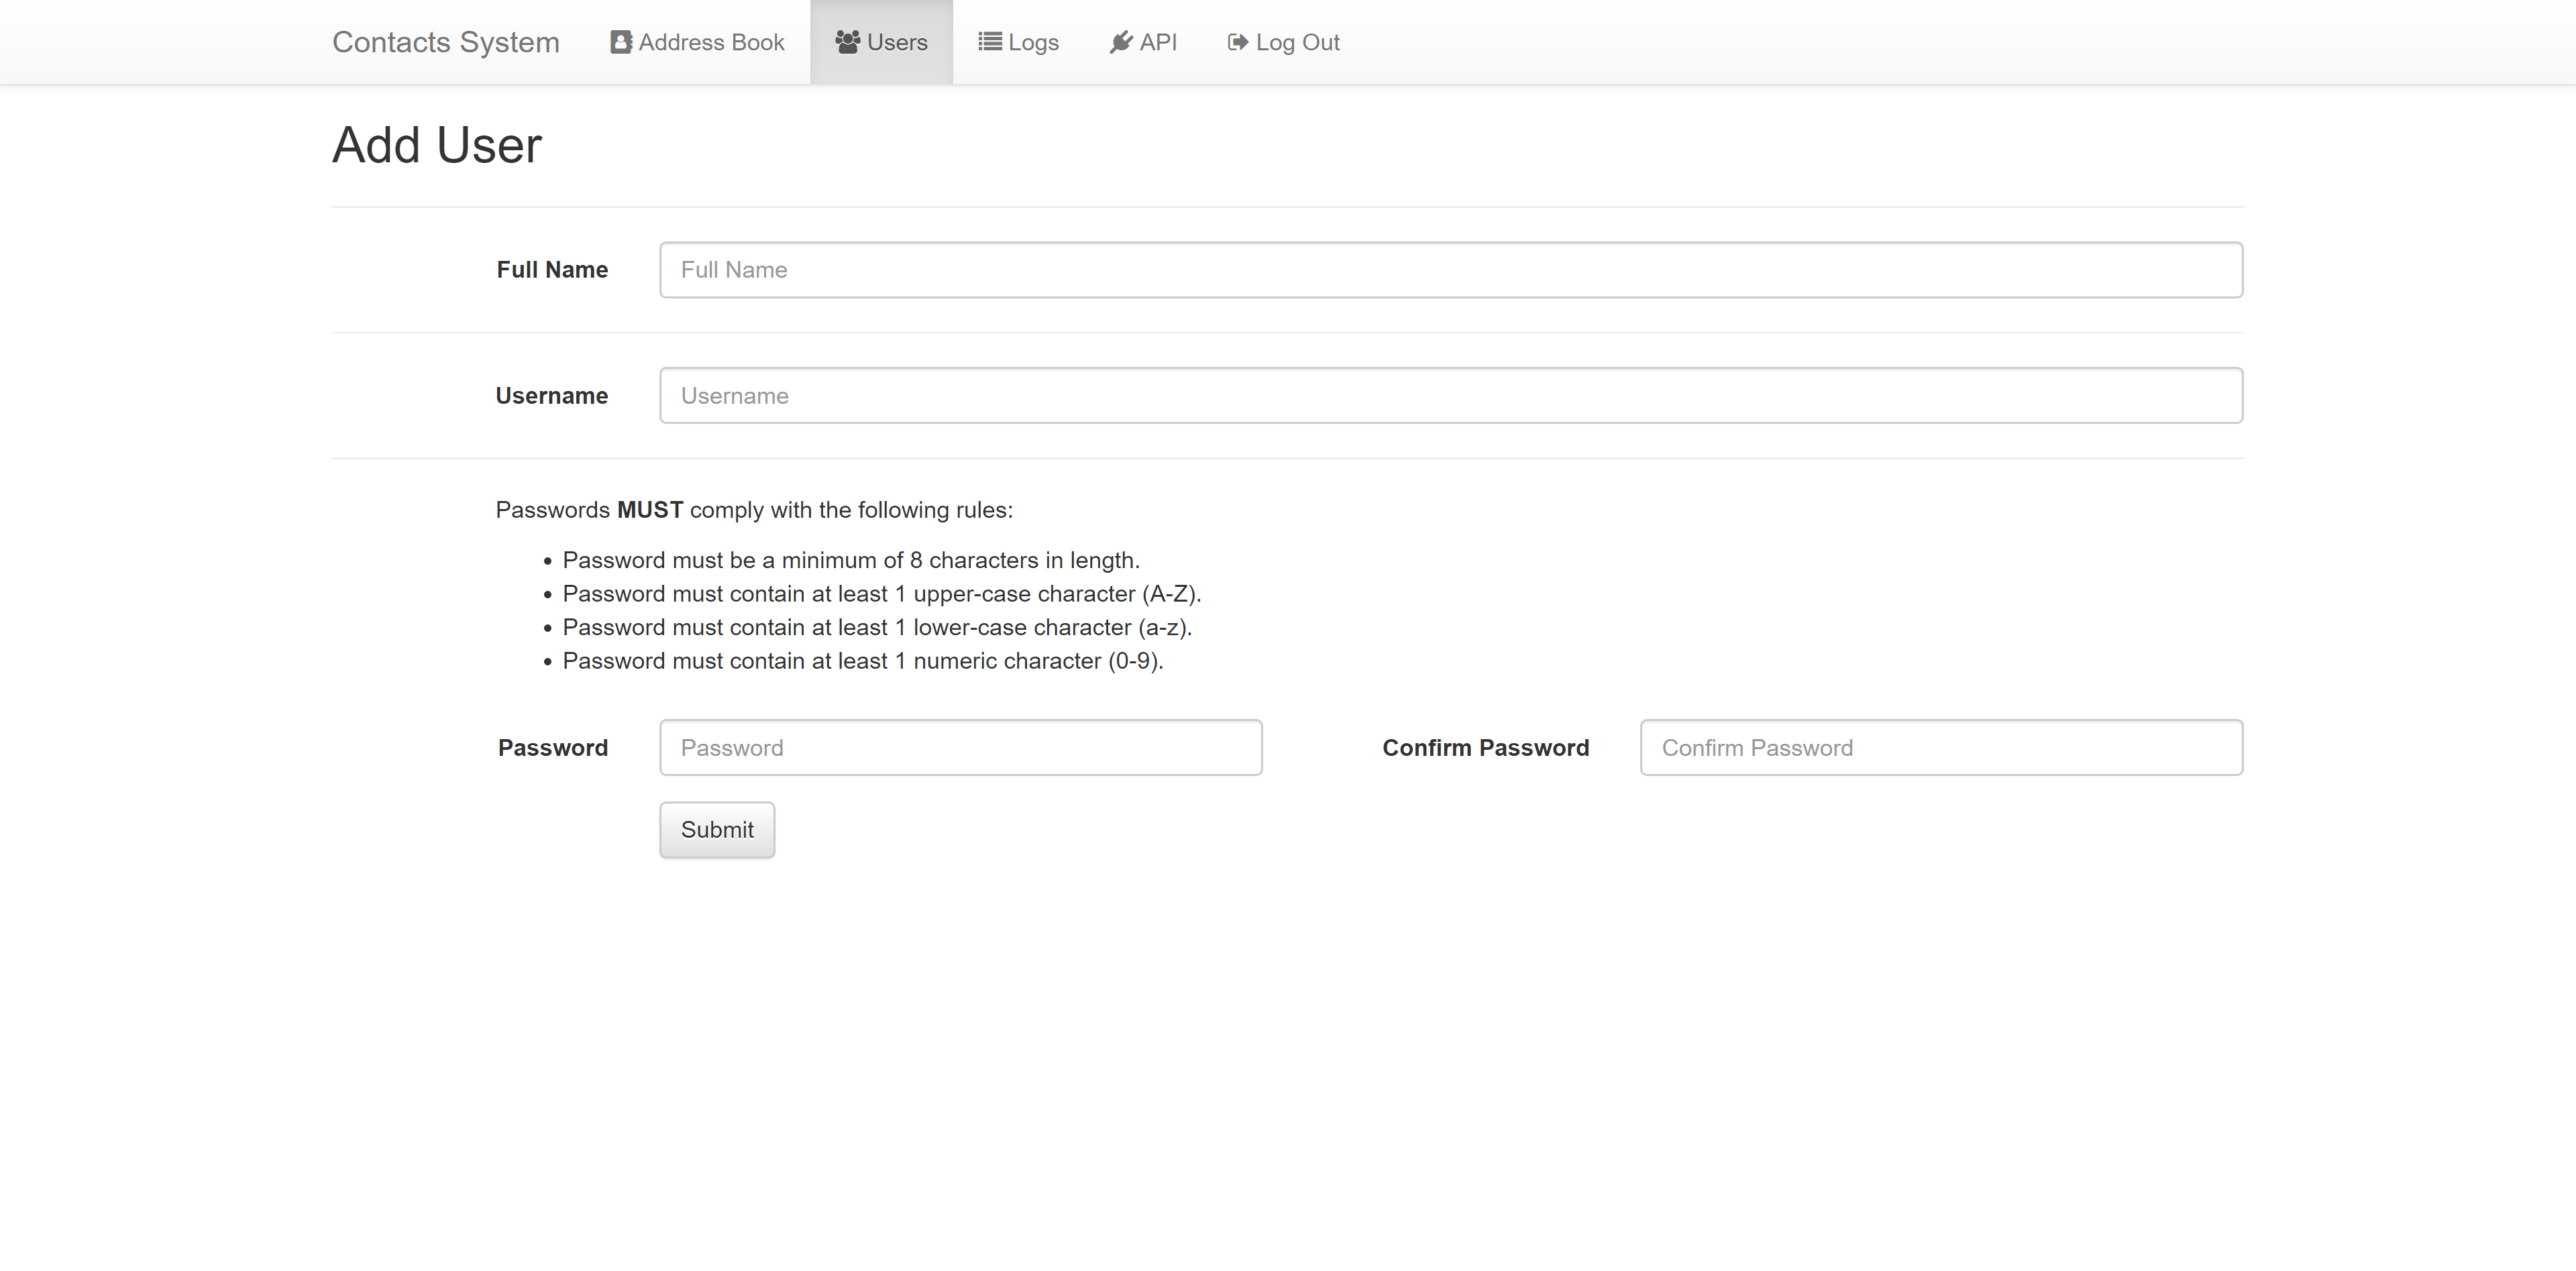 Contacts System Address Book Users Logs API Log Out
Add User
Full Name Full Name
Username Username
Passwords MUST comply with the following rules:
• Password must be a minimum of 8 characters in length.
• Password must contain at least 1 upper-case character (A-Z).
• Password must contain at least 1 lower-case character (a-z).
• Password must contain at least 1 numeric character (0-9).
Password Password Confirm Password Confirm Password
Submit